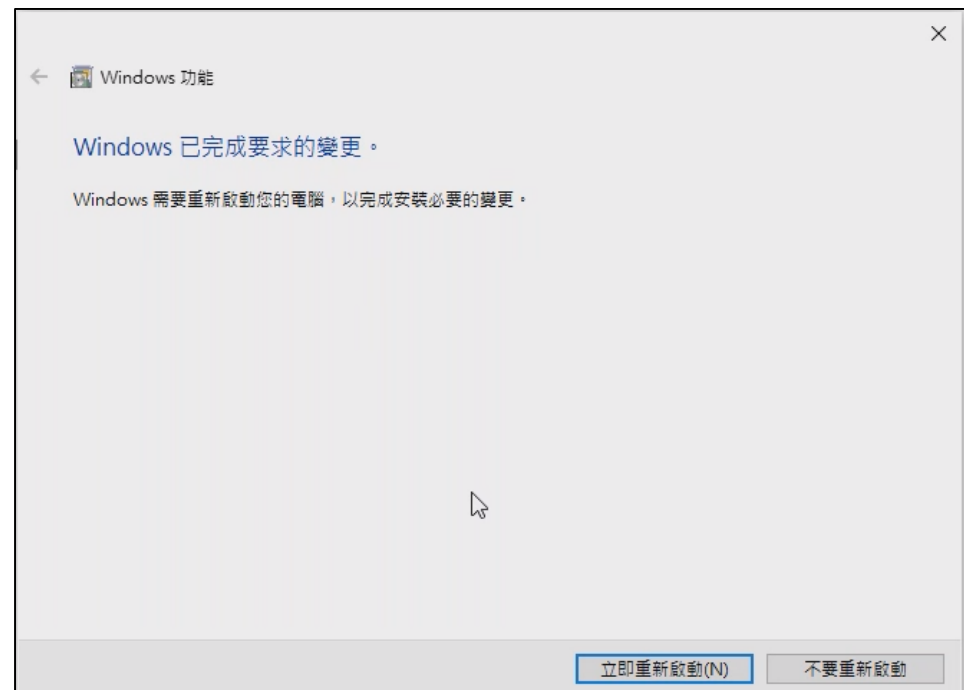 Windows 功能
Windows 已完成要求的變更。
Windows 需要重新啟動您的電腦，以完成安裝必要的變更。
立即重新啟動(N) 不要重新啟動